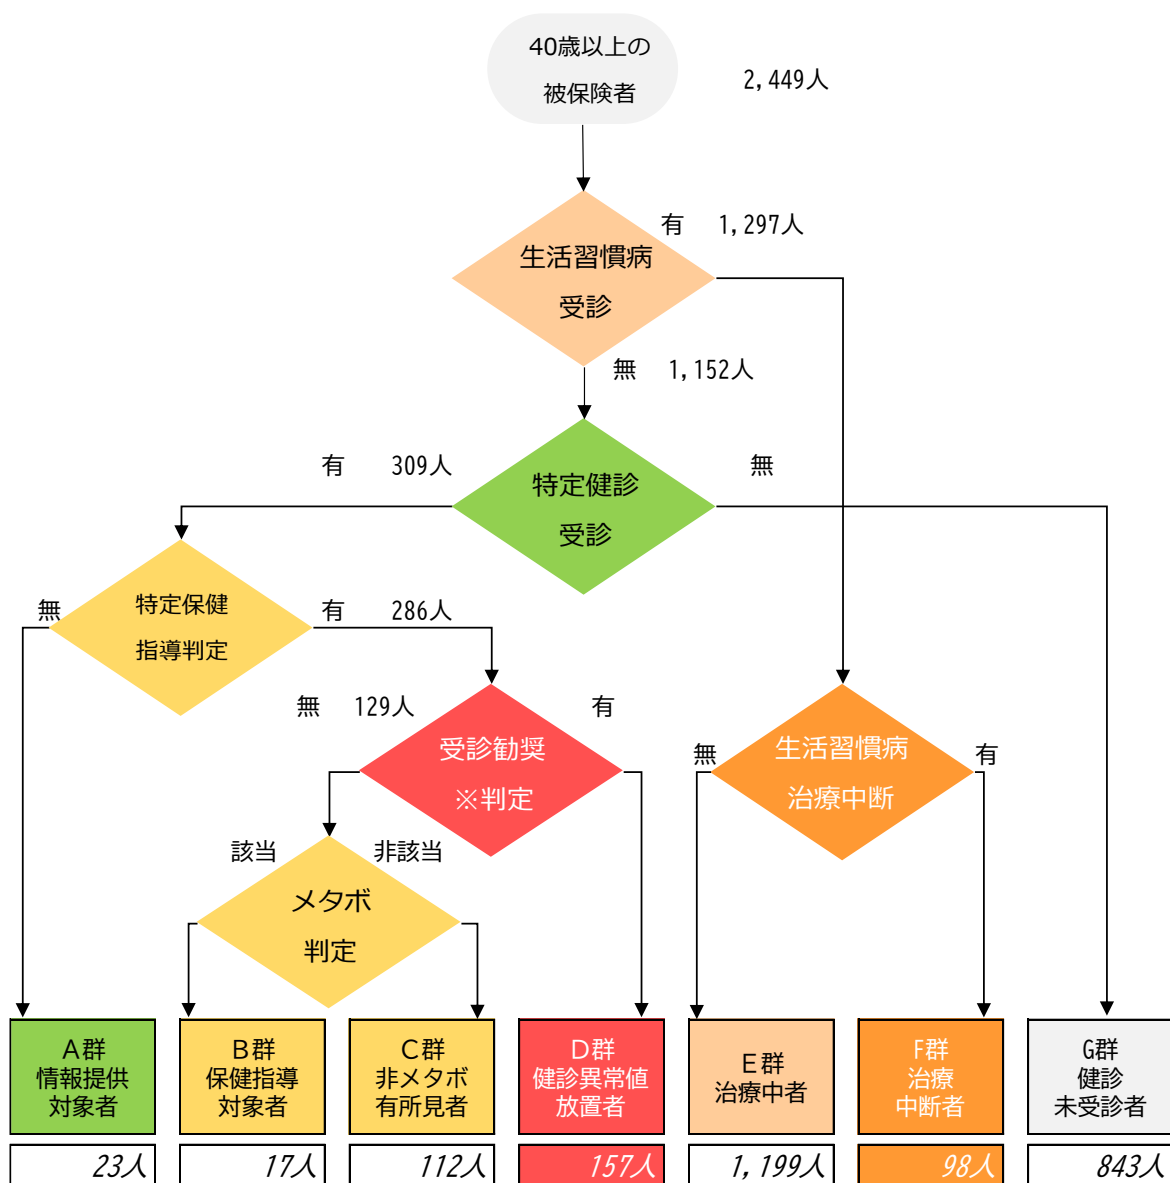 40歳以上の
被保険者
2,449人
有 1,297人
生活習慣病
受診
無 1,152人
有 309人
無
特定健診
受診
無
特定保健
指導判定
有 286人
無 129人
有
受診勧奨
※判定
無
生活習慣病
治療中断
有
該当
非該当
メタボ
判定
A群
情報提供
対象者
23人
B群
保健指導
対象者
17人
C群
非メタボ
有所見者
112人
D群
健診異常値
放置者
157人
E群
治療中者
1,199人
F群
治療
中断者
98人
G群
健診
未受診者
843人